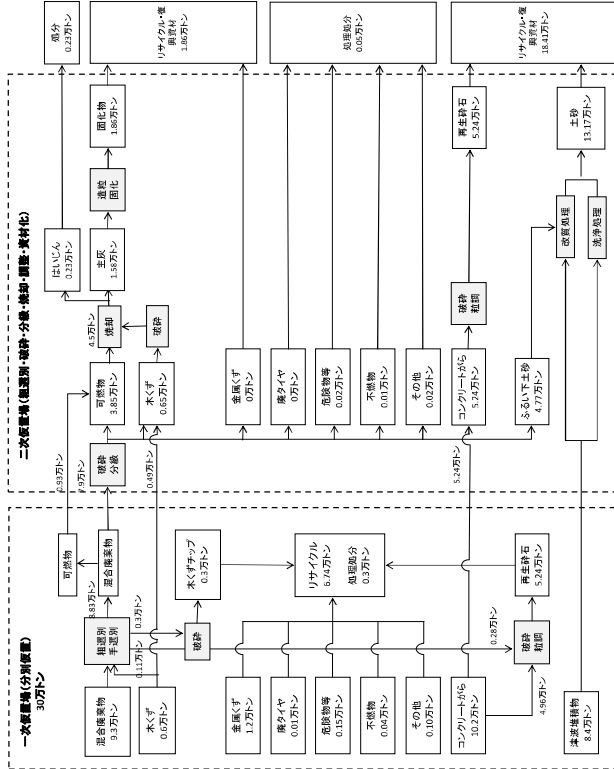 一次仮置場(分別仮置)
30万トン
混合廃棄物
9.3万トン
粗選別
手選別
8.83万トン
混合廃棄物
可燃物
0.3万トン
0.11万トン
木くず
0.6万トン
破砕
木くずチップ
0.3万トン
金属くず
1.2万トン
廃タイヤ
0.01万トン
危険物等
0.15万トン
不燃物
0.04万トン
その他
0.10万トン
リサイクル
6.74万トン
処理処分
0.3万トン
コンクリートがら
10.2万トン
0.28万トン
4.96万トン
破砕
粒調
再生砕石
5.24万トン
津波堆積物
8.4万トン
二次仮置場(粗選別・破砕・分級・焼却・調整・資材化)
0.93万トン
7.9万トン
破砕
分級
0.49万トン
可燃物
3.85万トン
4.5万トン
焼却
木くず
0.65万トン
破砕
はいじん
0.23万トン
主灰
1.58万トン
造粒
固化
固化物
1.86万トン
金属くず
0万トン
廃タイヤ
0万トン
危険物等
0.02万トン
不燃物
0.01万トン
その他
0.02万トン
5.24万トン
コンクリートがら
5.24万トン
破砕
粒調
再生砕石
5.24万トン
ふるい下土砂
4.77万トン
改質処理
洗浄処理
土砂
13.17万トン
処分
0.23万トン
リサイクル・復
興資材
1.86万トン
処理処分
0.05万トン
リサイクル・復
興資材
18.41万トン